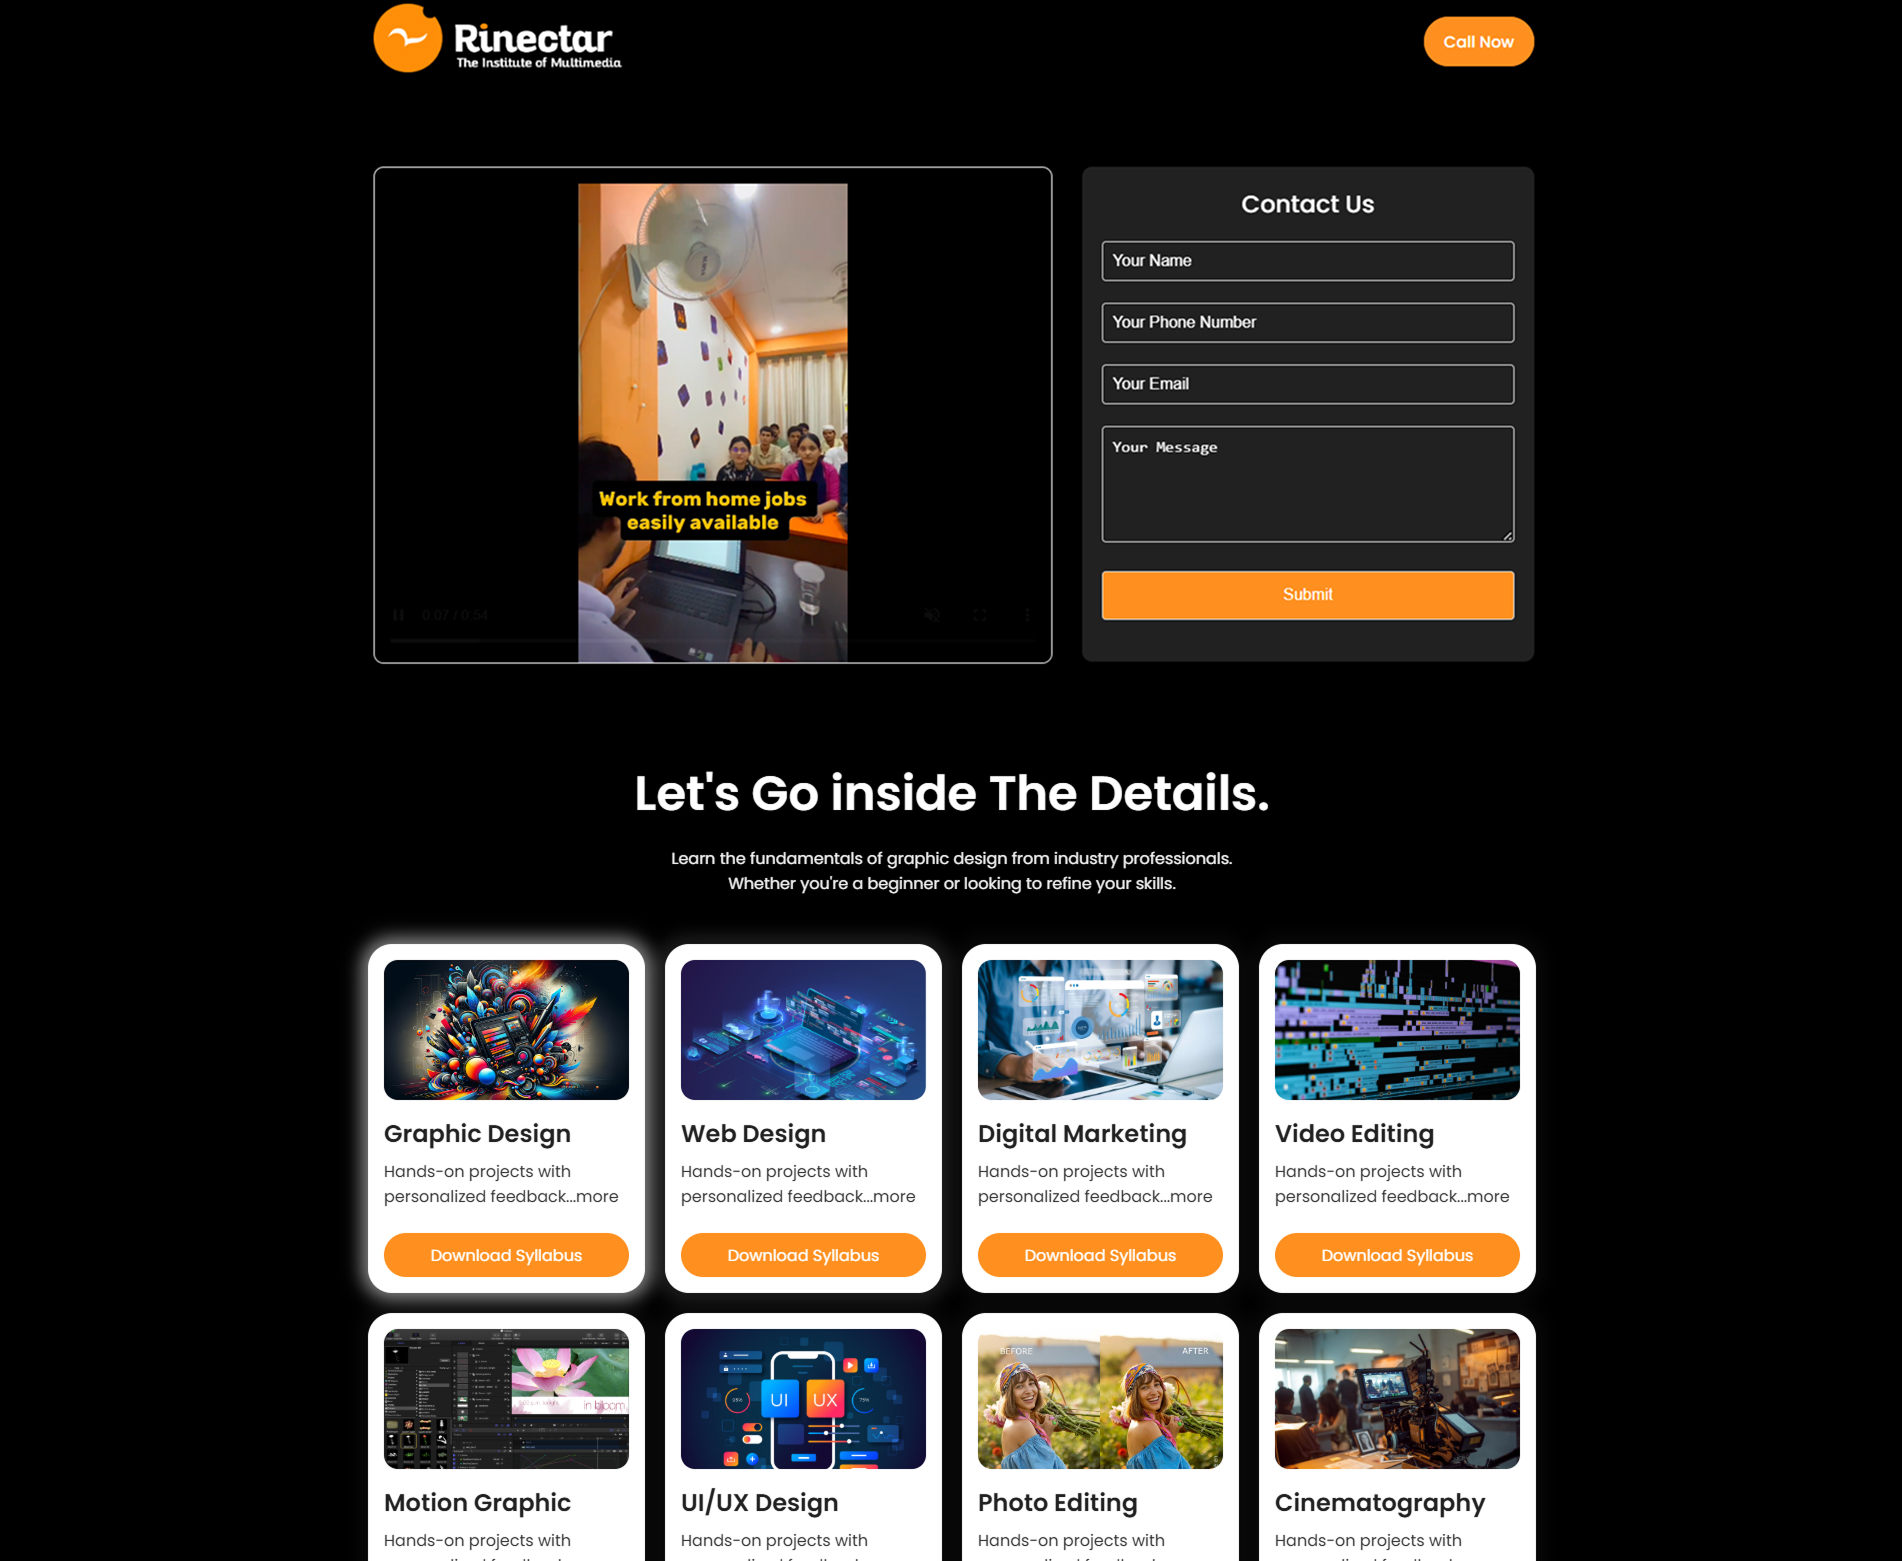 Rinectar
The Institute of Multimedia
Call Now
Work from home jobs
easily available
0:07 / 0:54
Contact Us
Your Name
Your Phone Number
Your Email
Your Message
Submit
Let's Go inside The Details.
Learn the fundamentals of graphic design from industry professionals.
Whether you're a beginner or looking to refine your skills.
Graphic Design
Hands-on projects with
personalized feedback...more
Download Syllabus
Web Design
Hands-on projects with
personalized feedback...more
Download Syllabus
Digital Marketing
Hands-on projects with
personalized feedback...more
Download Syllabus
Video Editing
Hands-on projects with
personalized feedback...more
Download Syllabus
in bloom
Motion Graphic
Hands-on projects with
UI
UX
UI/UX Design
Hands-on projects with
BEFORE
AFTER
Photo Editing
Hands-on projects with
Cinematography
Hands-on projects with